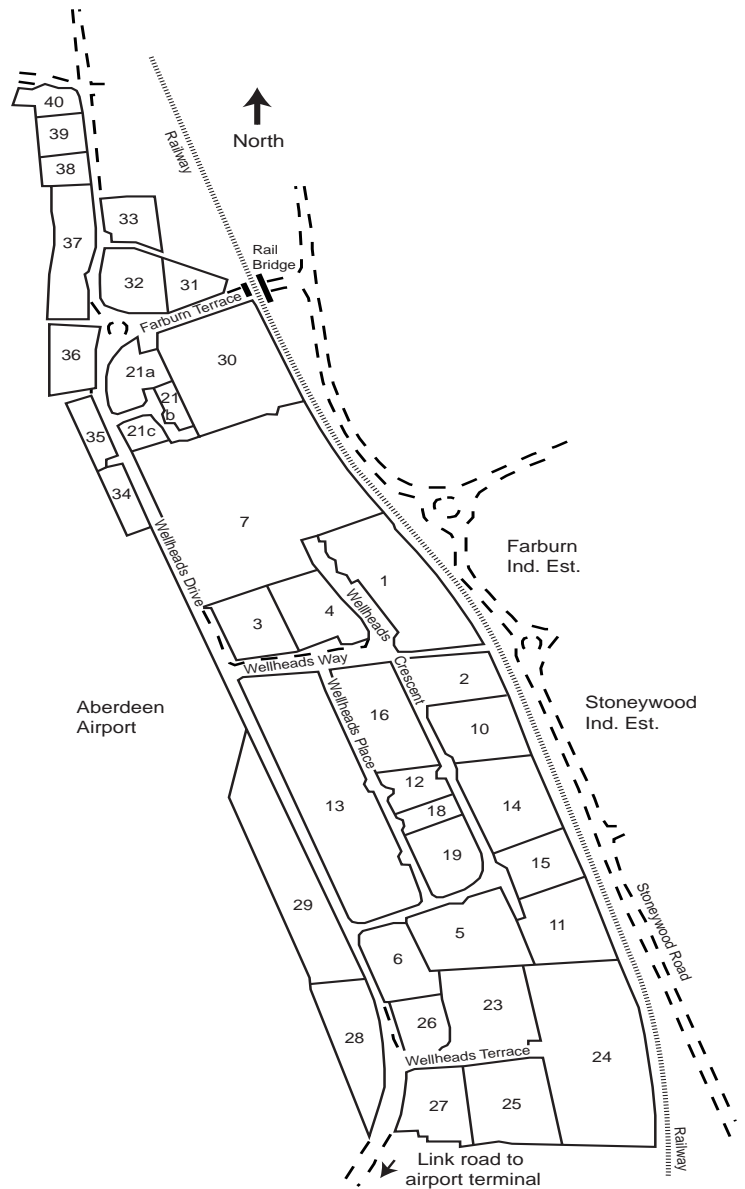 40
39
38
37
33
32
31
Railway
North
Rail
Bridge
Farburn Terrace
36
21a
30
21
b
21c
35
34
7
Wellheads Drive
Farburn
Ind. Est.
1
3
4
Wellheads
Crescent
Wellheads Way
Wellheads Place
2
16
10
Aberdeen
Airport
Stoneywood
Ind. Est.
12
13
18
14
19
15
29
5
11
Stoneywood Road
6
23
26
28
24
Wellheads Terrace
27
25
Railway
Link road to
airport terminal